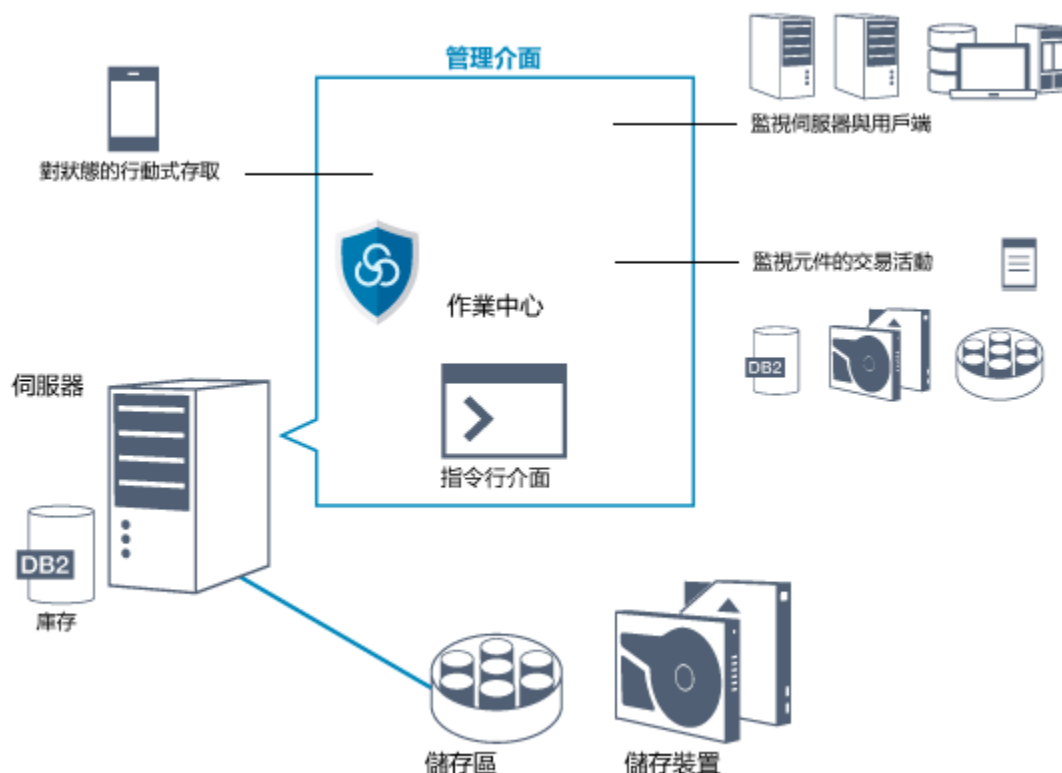 管理介面
監視伺服器與用戶端
對狀態的行動式存取
監視元件的交易活動
作業中心
DB2
伺服器
指令行介面
DB2
庫存
儲存區
儲存裝置